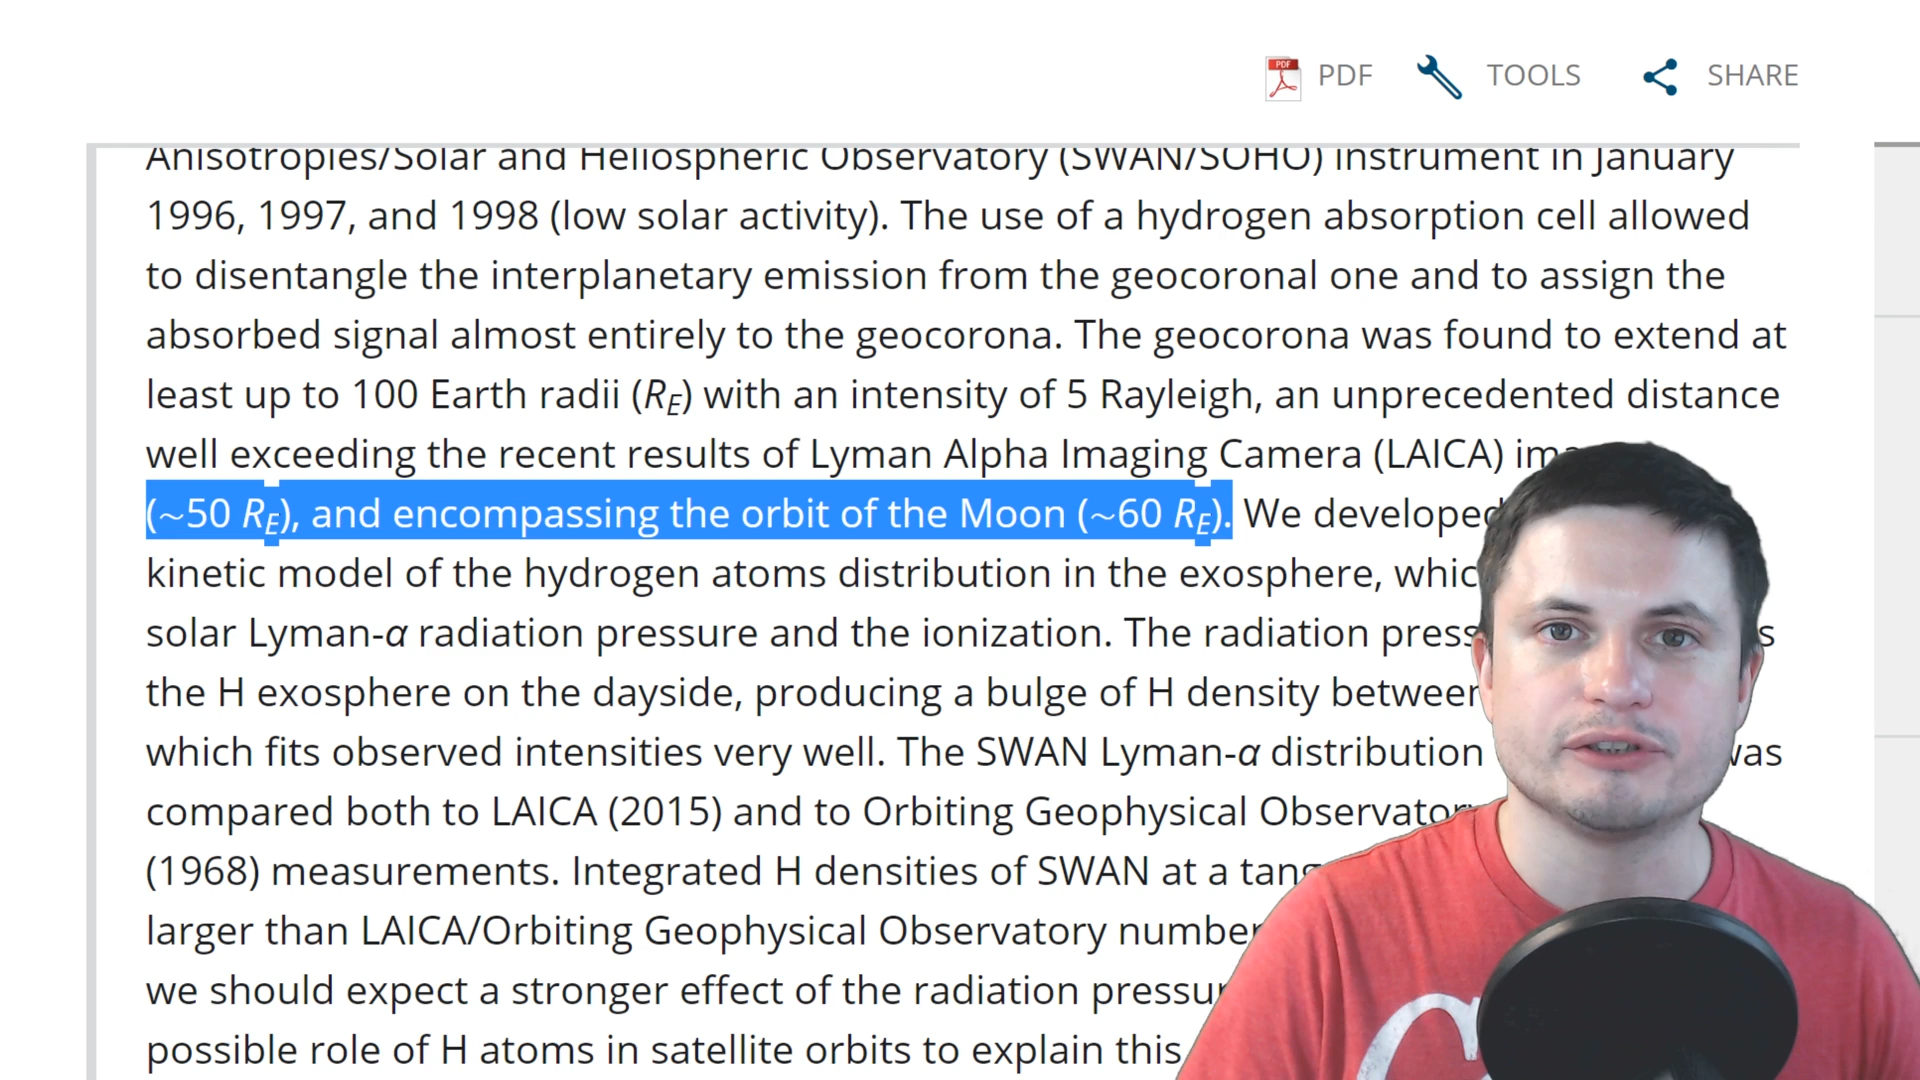 PDF TOOLS SHARE
Anisotropies/Solar and Heliospheric Observatory (SWAN/SOHO) instrument in January
1996, 1997, and 1998 (low solar activity). The use of a hydrogen absorption cell allowed
to disentangle the interplanetary emission from the geocoronal one and to assign the
absorbed signal almost entirely to the geocorona. The geocorona was found to extend at
least up to 100 Earth radii (RE) with an intensity of 5 Rayleigh, an unprecedented distance
well exceeding the recent results of Lyman Alpha Imaging Camera (LAICA)
(~50 RE), and encompassing the orbit of the Moon (~60 RE). We developed
kinetic model of the hydrogen atoms distribution in the exosphere,
solar Lyman-α radiation pressure and the ionization. The radiation
the H exosphere on the dayside, producing a bulge of H density between
which fits observed intensities very well. The SWAN Lyman-α distribution was
compared both to LAICA (2015) and to Orbiting Geophysical
(1968) measurements. Integrated H densities of SWAN at a
larger than LAICA/Orbiting Geophysical Observatory
we should expect a stronger effect of the radiation
possible role of H atoms in satellite orbits to explain this